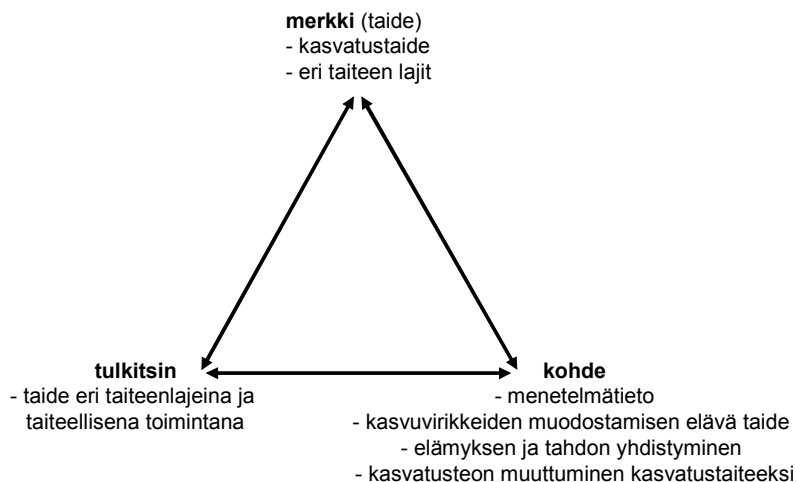 merkki (taide)
- kasvatustaide
- eri taiteen lajit
tulkitsin
- taide eri taiteenlajeina ja
taiteellisena toimintana
kohde
- menetelmätieto
- kasvuvirikkeiden muodostamisen elävä taide
- elämyksen ja tahdon yhdistyminen
- kasvatusteon muuttuminen kasvatustaiteeksi